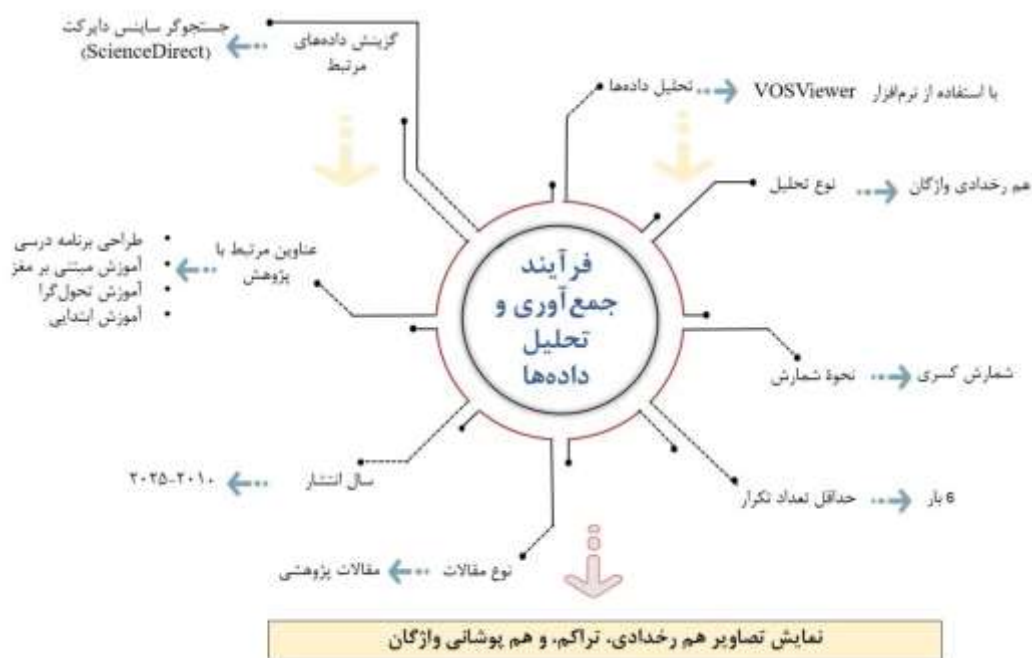 گزینش داده‌های
مرتبط
جستجوگر ساینس دایرکت
(ScienceDirect)
تحلیل داده‌ها
با استفاده از نرم‌افزار VOSViewer
نوع تحلیل
هم رخدادی واژگان
عناوین مرتبط با
پژوهش
• طراحی برنامه درسی
• آموزش مبتنی بر مغز
• آموزش تحول‌گرا
• آموزش ابتدایی
فرآیند
جمع‌آوری و
تحلیل
داده‌ها
نحوۀ شمارش
شمارش کسری
سال انتشار
۲۰۲۵-۲۰۱۰
حداقل تعداد تکرار
6 بار
نوع مقالات
مقالات پژوهشی
نمایش تصاویر هم رخدادی، تراکم، و هم پوشانی واژگان